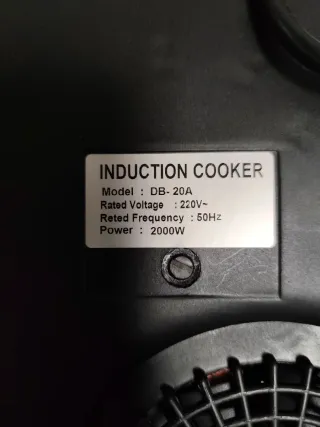 INDUCTION COOKER
Model : DB- 20A
Rated Voltage : 220V~
Reted Frequency : 50Hz
Power : 2000W